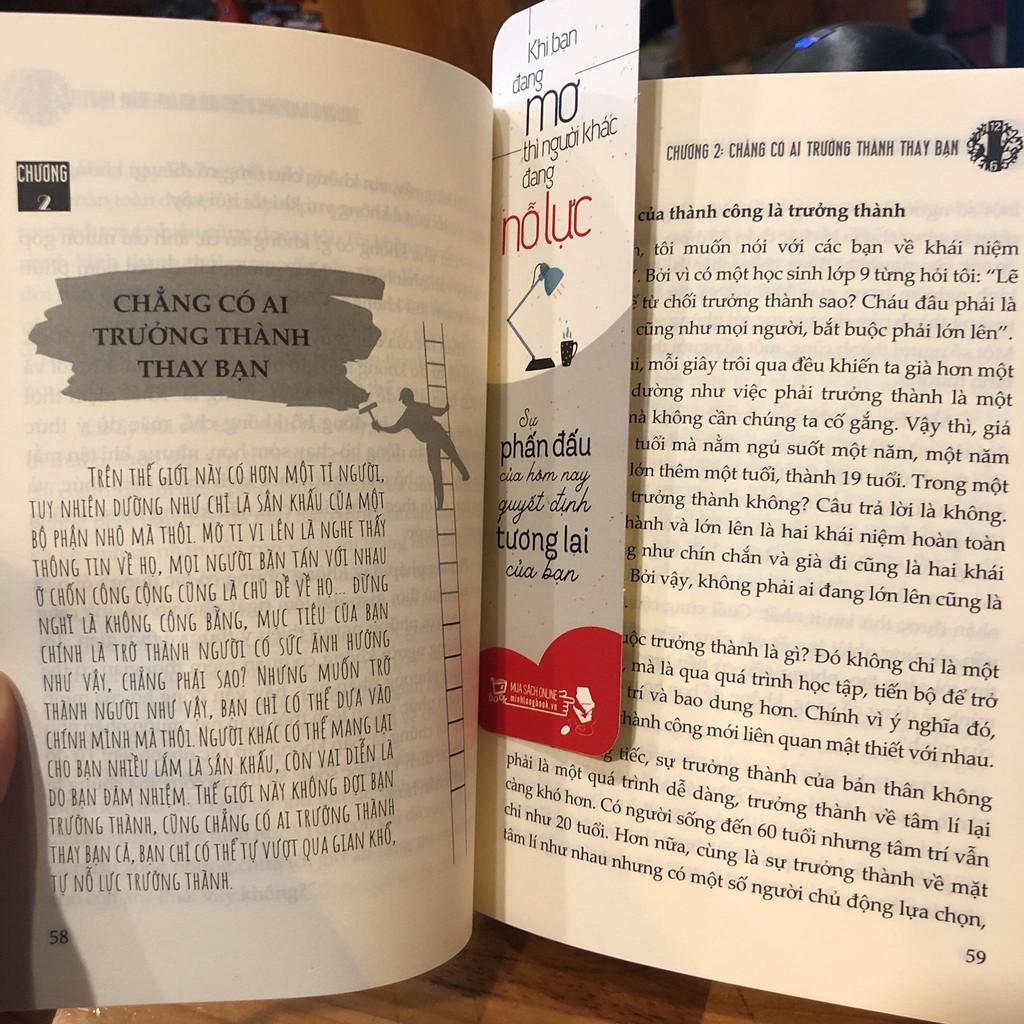 CHƯƠNG
2
CHẲNG CÓ AI
TRƯỞNG THÀNH
THAY BẠN
TRÊN THẾ GIỚI NÀY CÓ HƠN MỘT TỈ NGƯỜI,
TUY NHIÊN DƯỜNG NHƯ CHỈ LÀ SÂN KHẤU CỦA MỘT
BỘ PHẬN NHỎ MÀ THÔI. MỞ TI VI LÊN LÀ NGHE THẤY
THÔNG TIN VỀ HỌ, MỌI NGƯỜI BÀN TÁN VỚI NHAU
Ở CHỐN CÔNG CỘNG CŨNG LÀ CHỦ ĐỀ VỀ HỌ... ĐỪNG
NGHĨ LÀ KHÔNG CÔNG BẰNG, MỤC TIÊU CỦA BẠN
CHÍNH LÀ TRỞ THÀNH NGƯỜI CÓ SỨC ẢNH HƯỞNG
NHƯ VẬY, CHẲNG PHẢI SAO? NHƯNG MUỐN TRỞ
THÀNH NGƯỜI NHƯ VẬY, BẠN CHỈ CÓ THỂ DỰA VÀO
CHÍNH MÌNH MÀ THÔI. NGƯỜI KHÁC CÓ THỂ MANG LẠI
CHO BẠN NHIỀU LẮM LÀ SÂN KHẤU, CÒN VAI DIỄN LÀ
DO BẠN ĐẢM NHIỆM. THẾ GIỚI NÀY KHÔNG ĐỢI BẠN
TRƯỞNG THÀNH, CŨNG CHẲNG CÓ AI TRƯỞNG THÀNH
THAY BẠN CẢ, BẠN CHỈ CÓ THỂ TỰ VƯỢT QUA GIAN KHỔ,
TỰ NỖ LỰC TRƯỞNG THÀNH.
58
Khi bạn
đang
mơ
thì người khác
đang
nỗ lực
Sự
phấn đấu
của hôm nay
quyết định
tương lai
của bạn
MUA SÁCH ONLINE
minhlongbook.vn
CHƯƠNG 2: CHẲNG CÓ AI TRƯỞNG THÀNH THAY BẠN
của thành công là trưởng thành
tôi muốn nói với các bạn về khái niệm
Bởi vì có một học sinh lớp 9 từng hỏi tôi: “Lẽ
từ chối trưởng thành sao? Cháu đâu phải là
cũng như mọi người, bắt buộc phải lớn lên”.
mỗi giây trôi qua đều khiến ta già hơn một
dường như việc phải trưởng thành là một
không cần chúng ta cố gắng. Vậy thì, giả
tuổi mà nằm ngủ suốt một năm, một năm
lớn thêm một tuổi, thành 19 tuổi. Trong một
trưởng thành không? Câu trả lời là không.
và lớn lên là hai khái niệm hoàn toàn
như chín chắn và già đi cũng là hai khái
Bởi vậy, không phải ai đang lớn lên cũng là
trưởng thành là gì? Đó không chỉ là một
mà là qua quá trình học tập, tiến bộ để trở
trí và bao dung hơn. Chính vì ý nghĩa đó,
thành công mới liên quan mật thiết với nhau.
tiếc, sự trưởng thành của bản thân không
phải là một quá trình dễ dàng, trưởng thành về tâm lí lại
càng khó hơn. Có người sống đến 60 tuổi nhưng tâm trí vẫn
chỉ như 20 tuổi. Hơn nữa, cùng là sự trưởng thành về mặt
tâm lí như nhau nhưng có một số người chủ động lựa chọn,
59